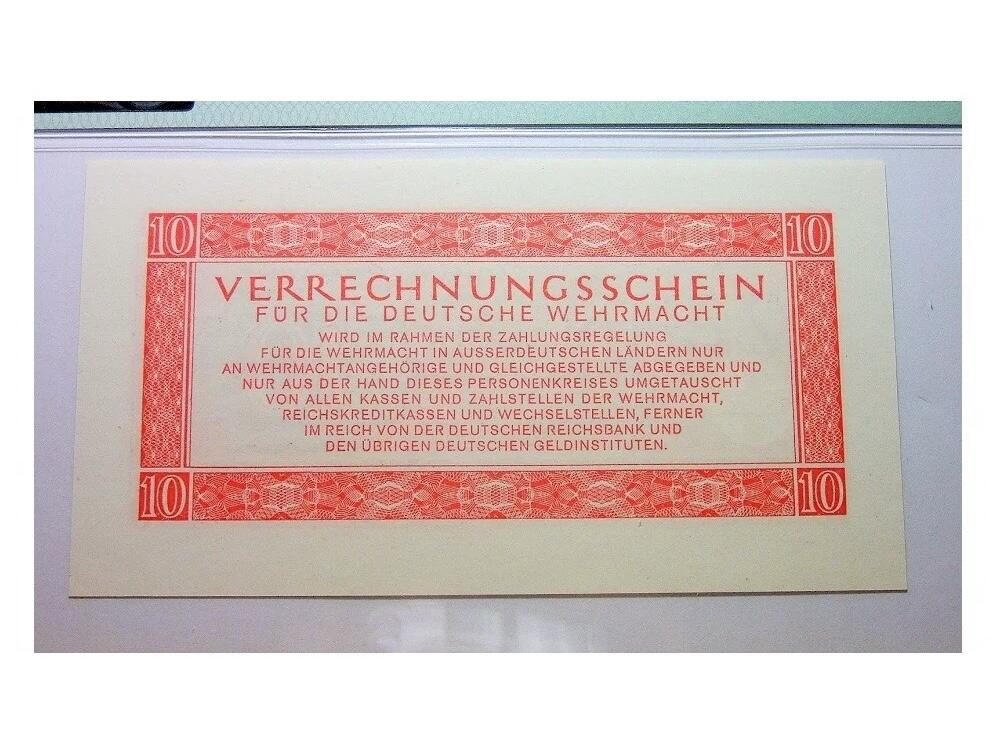 10 10
VERRECHNUNGSSCHEIN
FÜR DIE DEUTSCHE WEHRMACHT
WIRD IM RAHMEN DER ZAHLUNGSREGELUNG
FÜR DIE WEHRMACHT IN AUSSERDEUTSCHEN LÄNDERN NUR
AN WEHRMACHTANGEHÖRIGE UND GLEICHGESTELLTE ABGEGEBEN UND
NUR AUS DER HAND DIESES PERSONENKREISES UMGETAUSCHT
VON ALLEN KASSEN UND ZAHLSTELLEN DER WEHRMACHT,
REICHSKREDITKASSEN UND WECHSELSTELLEN, FERNER
IM REICH VON DER DEUTSCHEN REICHSBANK UND
DEN ÜBRIGEN DEUTSCHEN GELDINSTITUTEN.
10 10